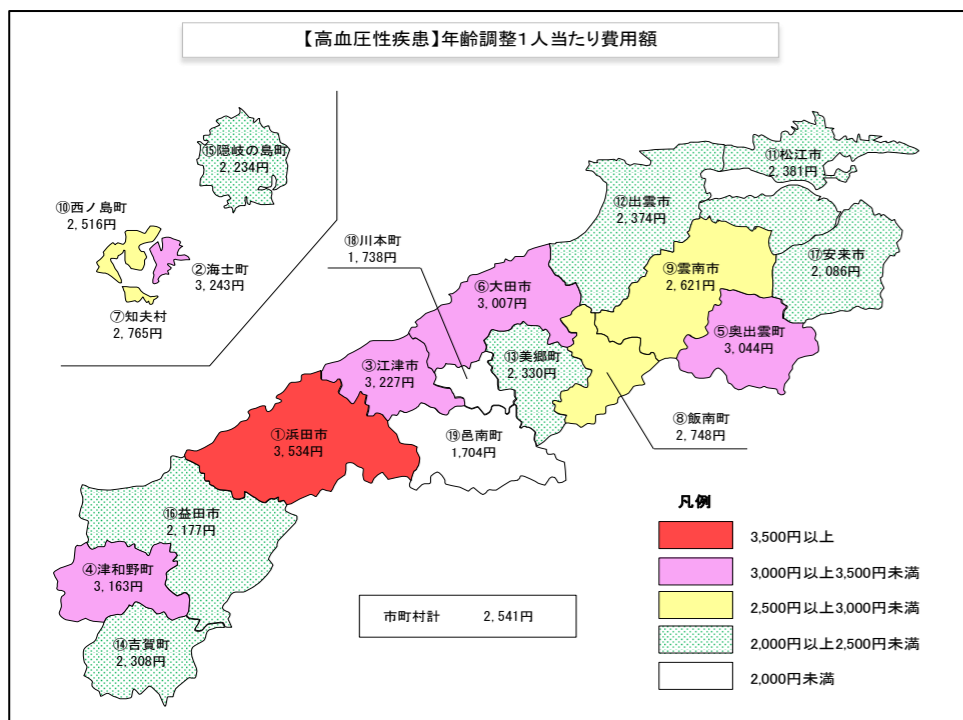 【高血圧性疾患】年齢調整１人当たり費用額
⑮隠岐の島町
2,234円
⑩西ノ島町
2,516円
②海士町
3,243円
⑦知夫村
2,765円
⑪松江市
2,381円
⑫出雲市
2,374円
⑱川本町
1,738円
⑰安来市
2,086円
⑨雲南市
2,621円
⑥大田市
3,007円
⑤奥出雲町
3,044円
⑬美郷町
2,330円
③江津市
3,227円
⑧飯南町
2,748円
①浜田市
3,534円
⑲邑南町
1,704円
⑯益田市
2,177円
④津和野町
3,163円
⑭吉賀町
2,308円
市町村計 2,541円
凡例
3,500円以上
3,000円以上3,500円未満
2,500円以上3,000円未満
2,000円以上2,500円未満
2,000円未満